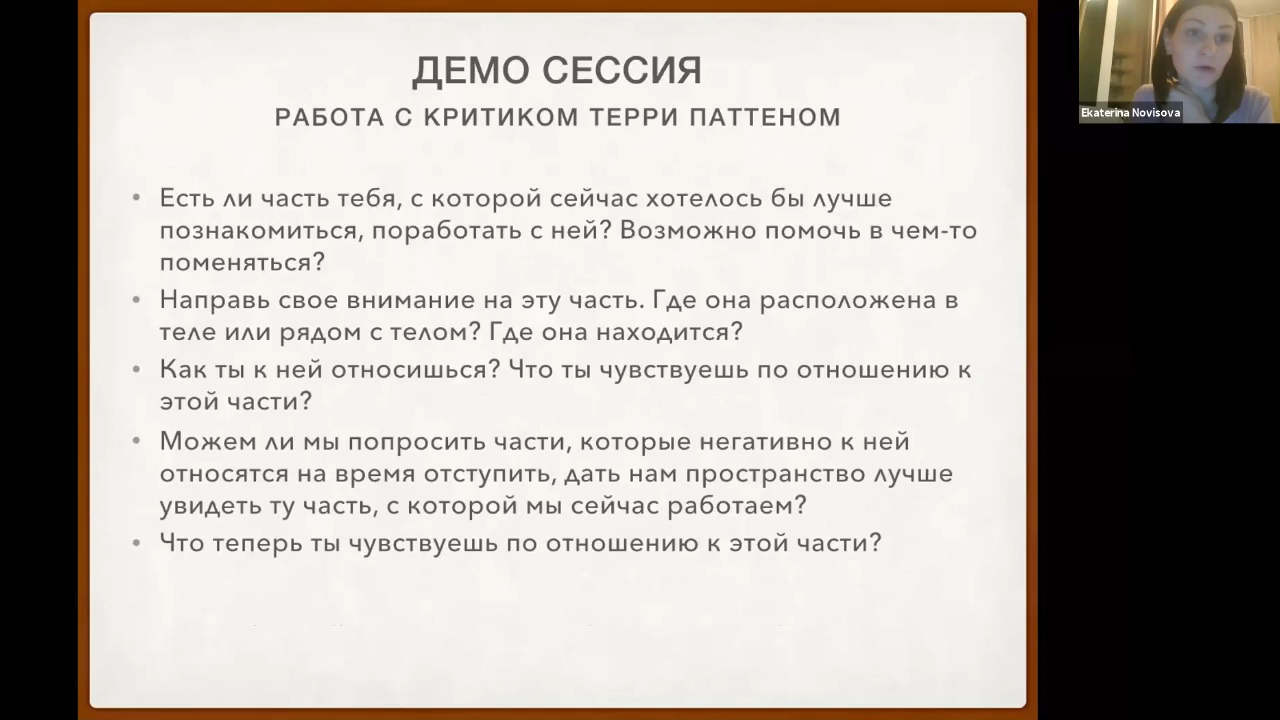 ДЕМО СЕССИЯ
РАБОТА С КРИТИКОМ ТЕРРИ ПАТТЕНОМ
• Есть ли часть тебя, с которой сейчас хотелось бы лучше
познакомиться, поработать с ней? Возможно помочь в чем-то
поменяться?
• Направь свое внимание на эту часть. Где она расположена в
теле или рядом с телом? Где она находится?
• Как ты к ней относишься? Что ты чувствуешь по отношению к
этой части?
• Можем ли мы попросить части, которые негативно к ней
относятся на время отступить, дать нам пространство лучше
увидеть ту часть, с которой мы сейчас работаем?
• Что теперь ты чувствуешь по отношению к этой части?
Ekaterina Novisova